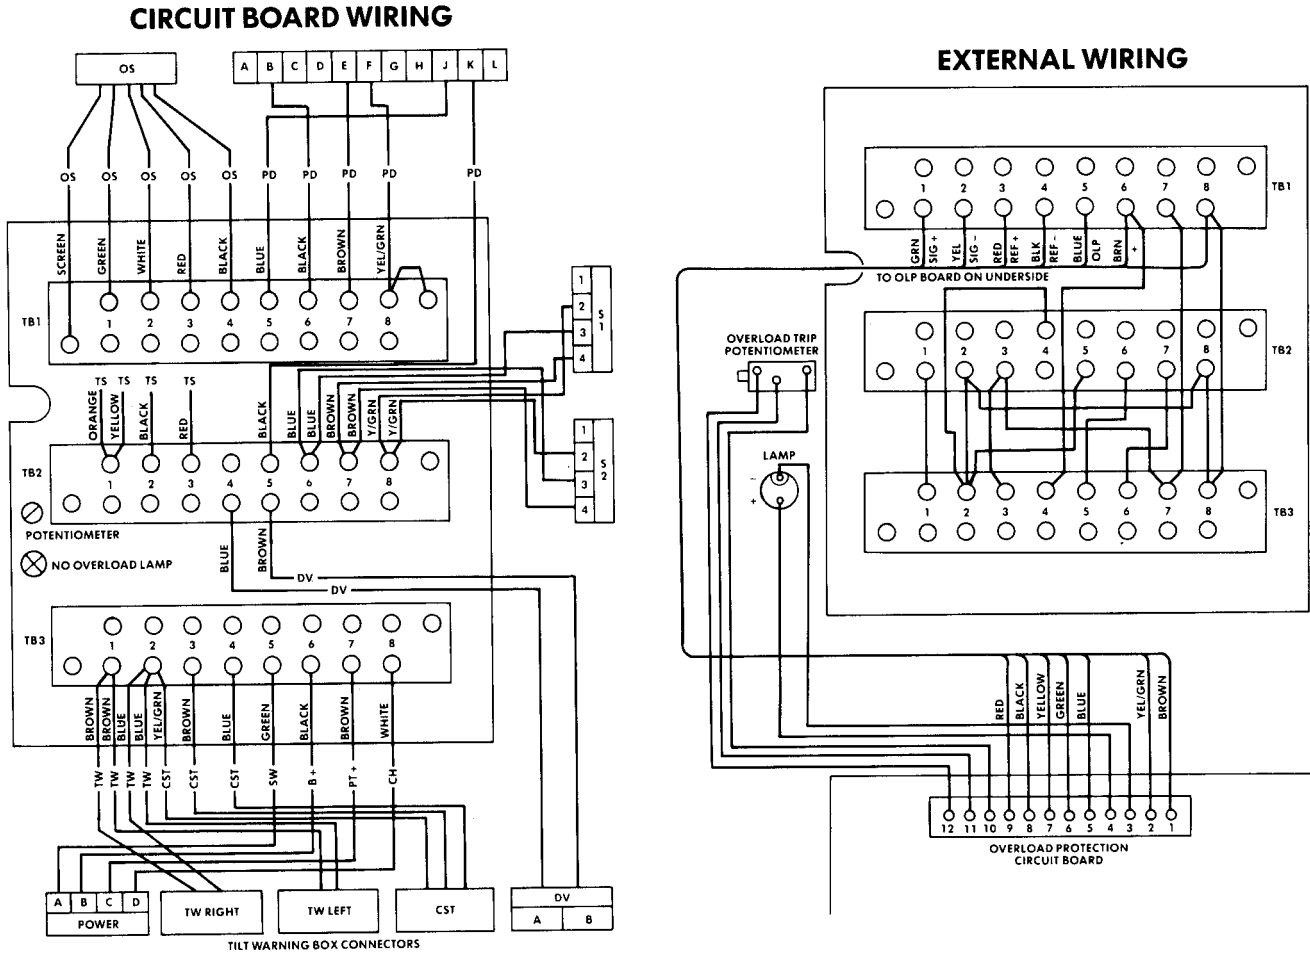 CIRCUIT BOARD WIRING
OS
A B C D E F G H J K L
OS OS OS OS OS PD PD PD PD PD
SCREEN GREEN WHITE RED BLACK BLUE BLACK BROWN YEL/GRN
TB1
1 2 3 4 5 6 7 8
1
2
3
4
S
1
TS TS TS TS
ORANGE YELLOW BLACK RED BLACK BLUE BLUE BROWN BROWN Y/GRN Y/GRN
TB2
1 2 3 4 5 6 7 8
1
2
3
4
S
2
POTENTIOMETER
NO OVERLOAD LAMP
BLUE BROWN
DV
DV
TB3
1 2 3 4 5 6 7 8
BROWN BROWN BLUE BLUE YEL/GRN BROWN BLUE GREEN BLACK BROWN WHITE
TW TW TW TW CST CST CST SW B+ PT+ CH
A B C D
POWER
TW RIGHT
TW LEFT
CST
DV
A B
TILT WARNING BOX CONNECTORS
EXTERNAL WIRING
1 2 3 4 5 6 7 8
TB1
GRN YEL RED BLK BLUE BRN +
SIG + SIG - REF + REF - OLP
TO OLP BOARD ON UNDERSIDE
OVERLOAD TRIP
POTENTIOMETER
1 2 3 4 5 6 7 8
TB2
LAMP
-
+
1 2 3 4 5 6 7 8
TB3
RED BLACK YELLOW GREEN BLUE YEL/GRN BROWN
12 11 10 9 8 7 6 5 4 3 2 1
OVERLOAD PROTECTION
CIRCUIT BOARD